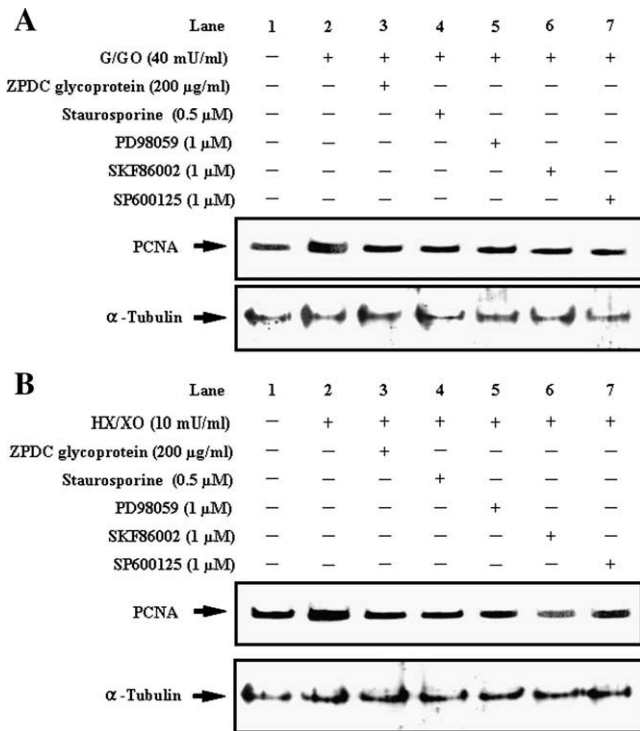 A
Lane 1 2 3 4 5 6 7
G/GO (40 mU/ml) — + + + + + +
ZPDC glycoprotein (200 µg/ml) — — + — — — —
Staurosporine (0.5 µM) — — — + — — —
PD98059 (1 µM) — — — — + — —
SKF86002 (1 µM) — — — — — + —
SP600125 (1 µM) — — — — — — +
PCNA
α-Tubulin
B
Lane 1 2 3 4 5 6 7
HX/XO (10 mU/ml) — + + + + + +
ZPDC glycoprotein (200 µg/ml) — — + — — — —
Staurosporine (0.5 µM) — — — + — — —
PD98059 (1 µM) — — — — + — —
SKF86002 (1 µM) — — — — — + —
SP600125 (1 µM) — — — — — — +
PCNA
α-Tubulin